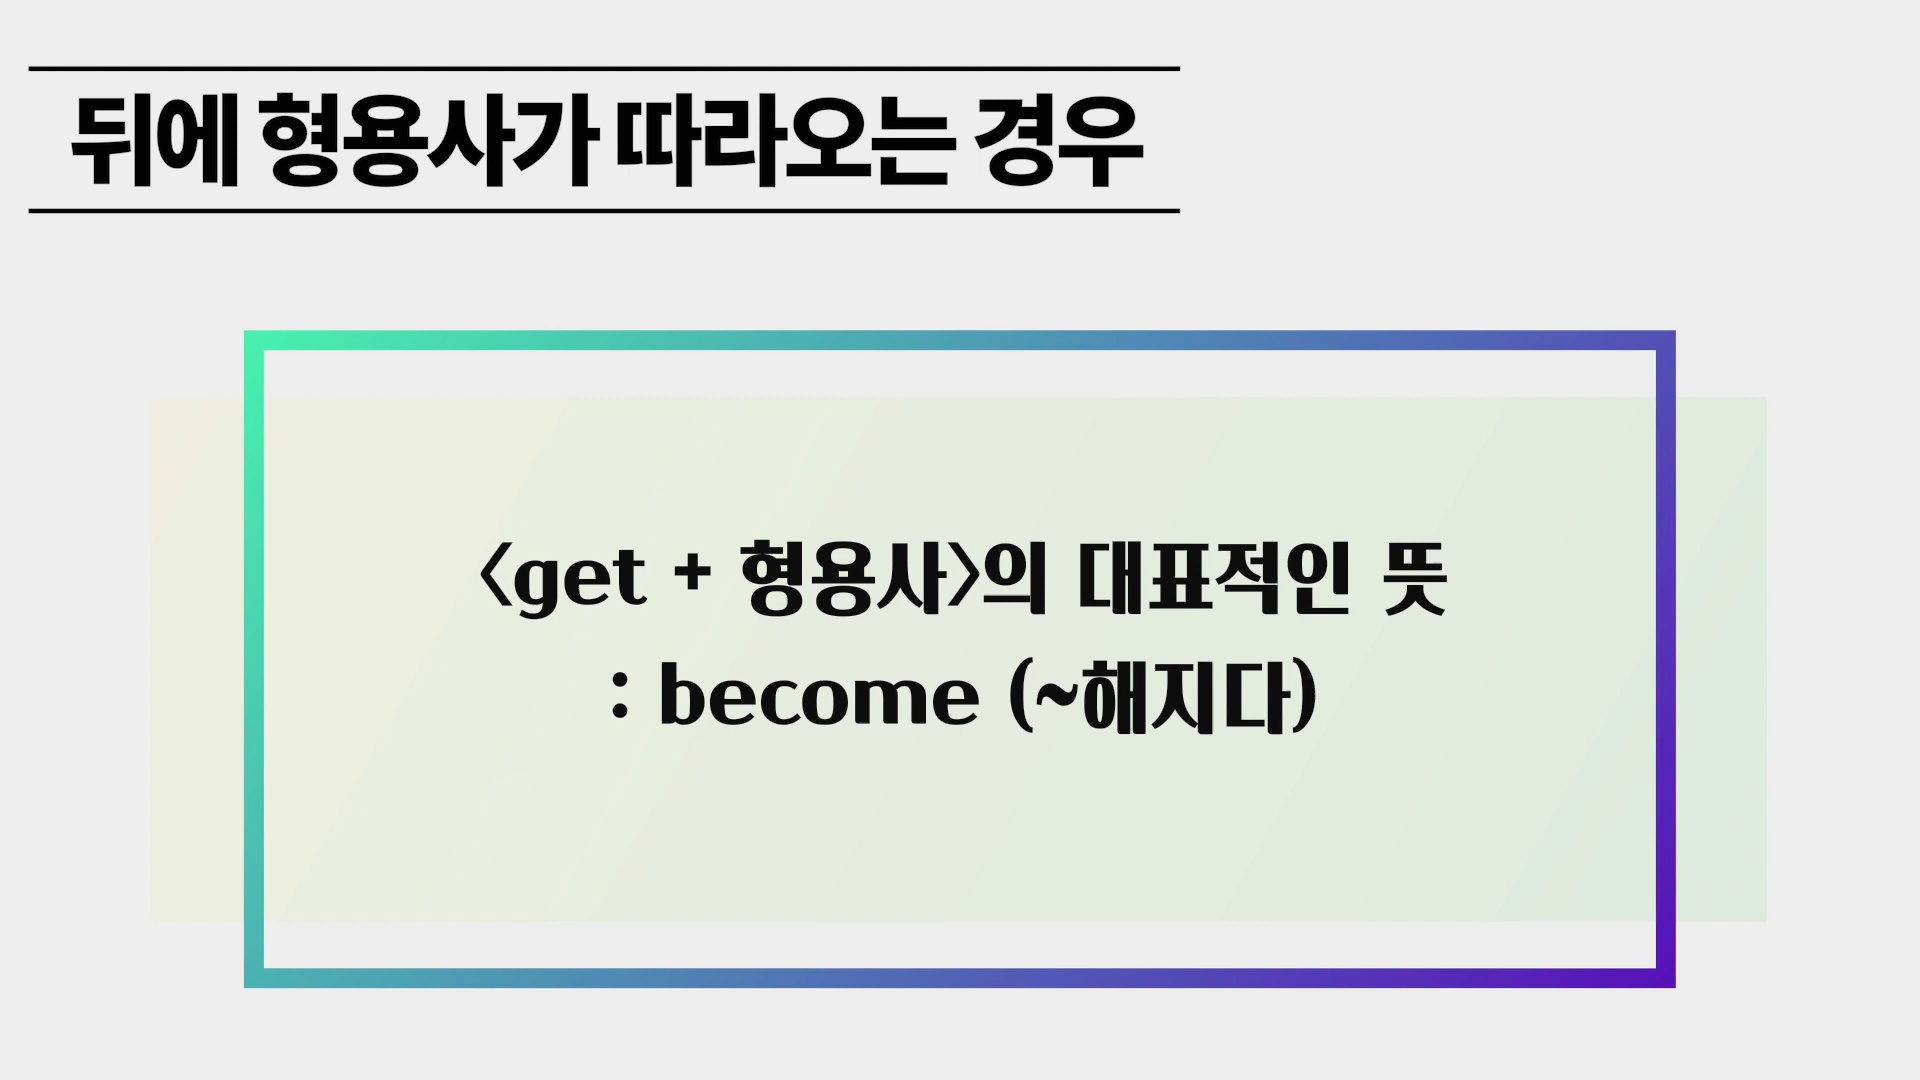 뒤에 형용사가 따라오는 경우
<get + 형용사>의 대표적인 뜻
: become (~해지다)